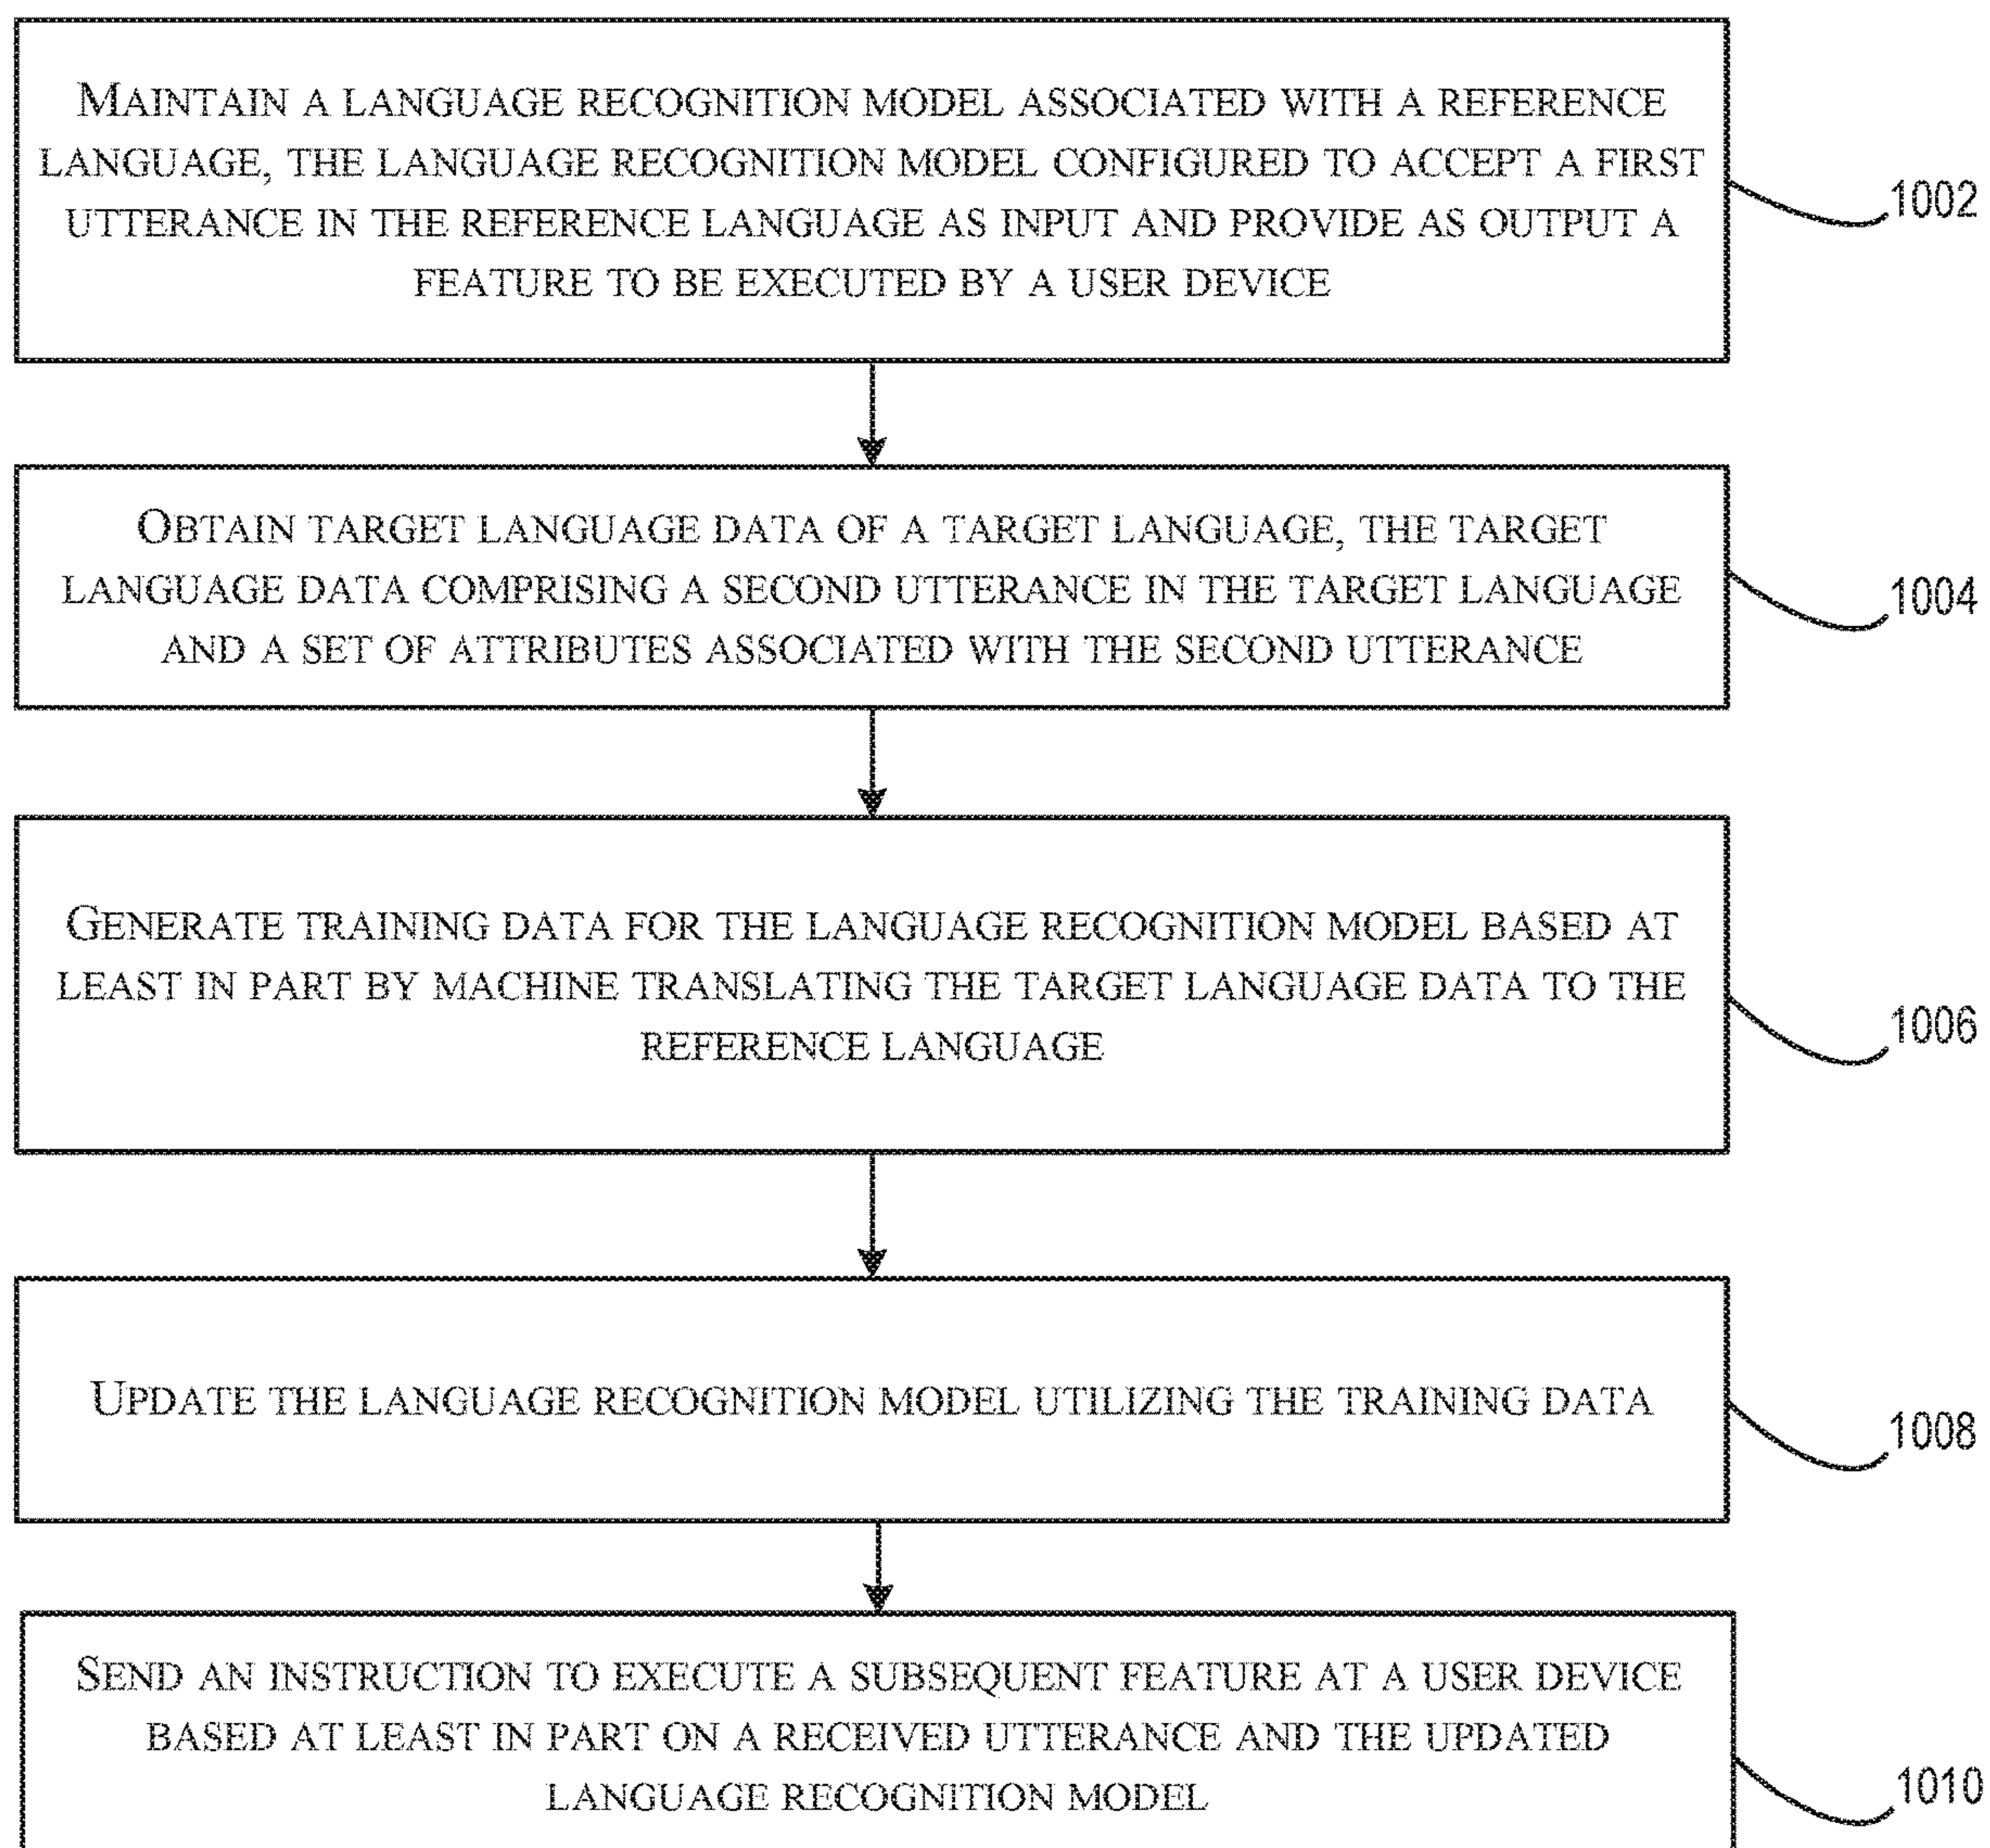 MAINTAIN A LANGUAGE RECOGNITION MODEL ASSOCIATED WITH A REFERENCE
LANGUAGE, THE LANGUAGE RECOGNITION MODEL CONFIGURED TO ACCEPT A FIRST
UTTERANCE IN THE REFERENCE LANGUAGE AS INPUT AND PROVIDE AS OUTPUT A
FEATURE TO BE EXECUTED BY A USER DEVICE
1002
OBTAIN TARGET LANGUAGE DATA OF A TARGET LANGUAGE, THE TARGET
LANGUAGE DATA COMPRISING A SECOND UTTERANCE IN THE TARGET LANGUAGE
AND A SET OF ATTRIBUTES ASSOCIATED WITH THE SECOND UTTERANCE
1004
GENERATE TRAINING DATA FOR THE LANGUAGE RECOGNITION MODEL BASED AT
LEAST IN PART BY MACHINE TRANSLATING THE TARGET LANGUAGE DATA TO THE
REFERENCE LANGUAGE
1006
UPDATE THE LANGUAGE RECOGNITION MODEL UTILIZING THE TRAINING DATA
1008
SEND AN INSTRUCTION TO EXECUTE A SUBSEQUENT FEATURE AT A USER DEVICE
BASED AT LEAST IN PART ON A RECEIVED UTTERANCE AND THE UPDATED
LANGUAGE RECOGNITION MODEL
1010